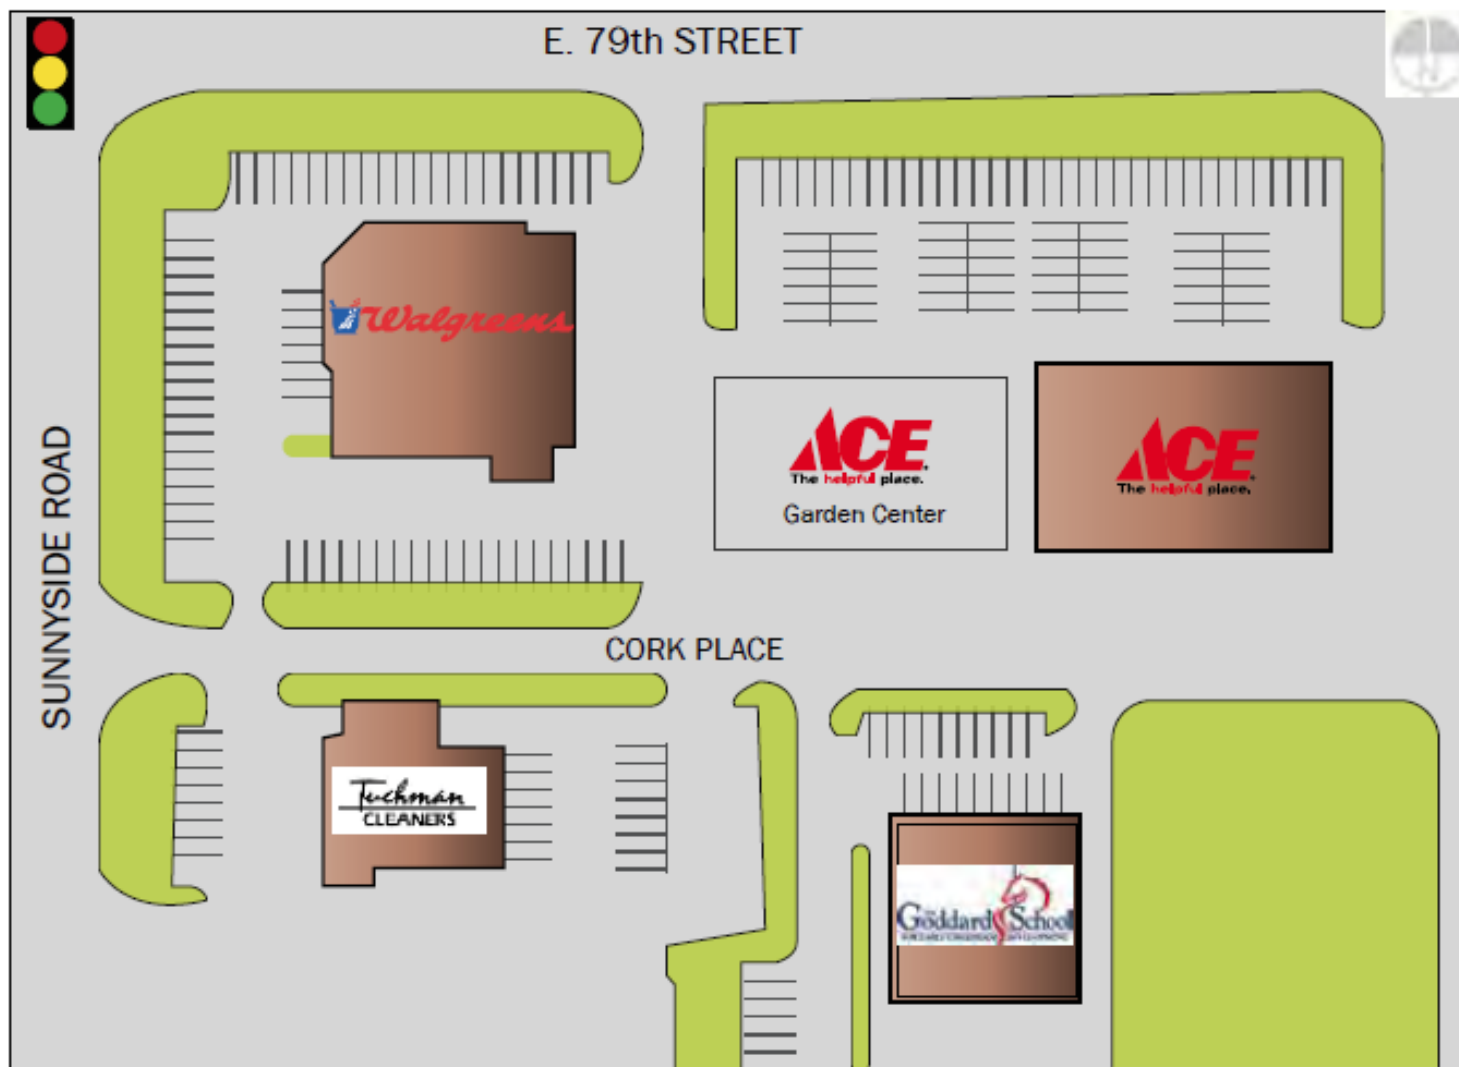 E. 79th STREET
Walgreens
ACE
The helpful place.
Garden Center
ACE
The helpful place.
SUNNYSIDE ROAD
CORK PLACE
Tuchman
CLEANERS
The Goddard School